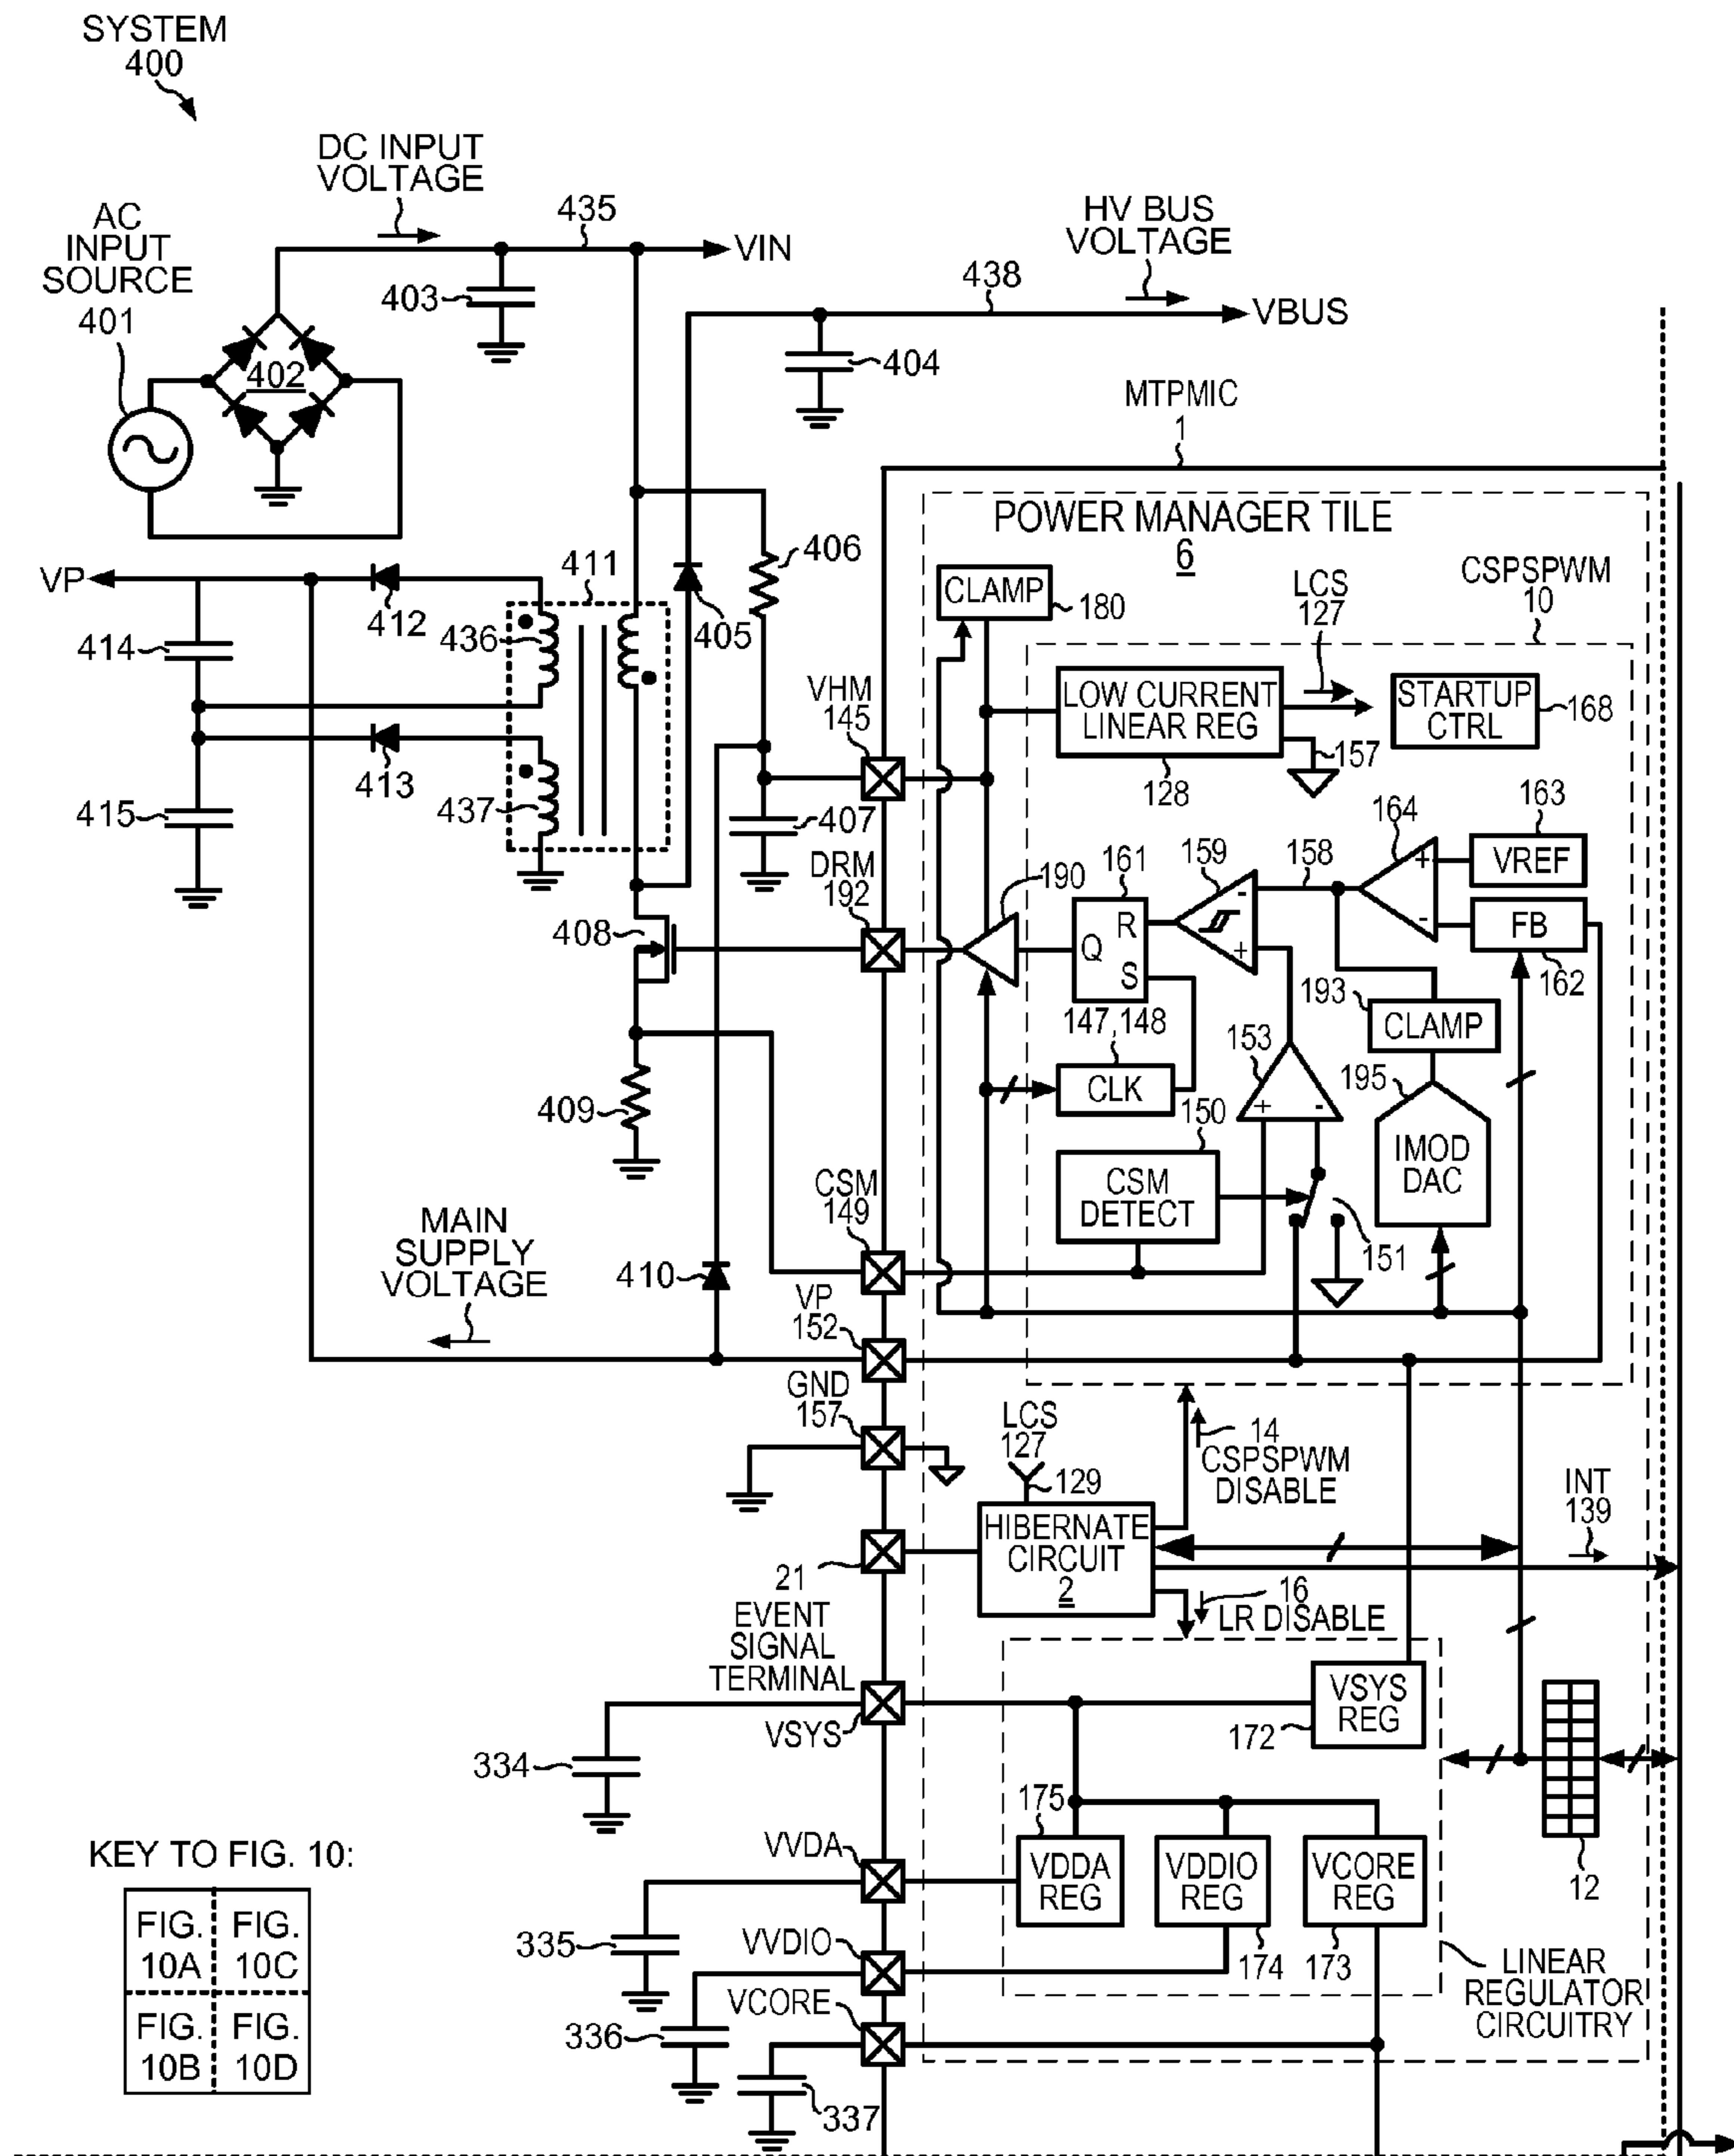 SYSTEM
400
DC INPUT
VOLTAGE
AC
INPUT
SOURCE
401
402
403
435
VIN
HV BUS
VOLTAGE
438
VBUS
404
MTPMIC
1
POWER MANAGER TILE
6
VP
412
411
436
405
406
414
413
437
415
VHM
145
407
DRM
192
408
409
CSM
149
MAIN
SUPPLY
VOLTAGE
410
VP
152
GND
157
CLAMP
180
CSPSPWM
10
LCS
127
LOW CURRENT
LINEAR REG
128
157
STARTUP
CTRL
168
163
VREF
164
158
159
161
190
R
Q
S
-
+
+
-
FB
162
147, 148
CLK
193
CLAMP
153
+
-
195
IMOD
DAC
150
CSM
DETECT
151
LCS
127
129
14
CSPSPWM
DISABLE
HIBERNATE
CIRCUIT
2
INT
139
16
LR DISABLE
21
EVENT
SIGNAL
TERMINAL
VSYS
334
VSYS
REG
172
175
VDDA
REG
VDDIO
REG
VCORE
REG
174
173
12
VVDA
335
VVDIO
336
VCORE
337
LINEAR
REGULATOR
CIRCUITRY
KEY TO FIG. 10:
FIG.
10A
FIG.
10C
FIG.
10B
FIG.
10D